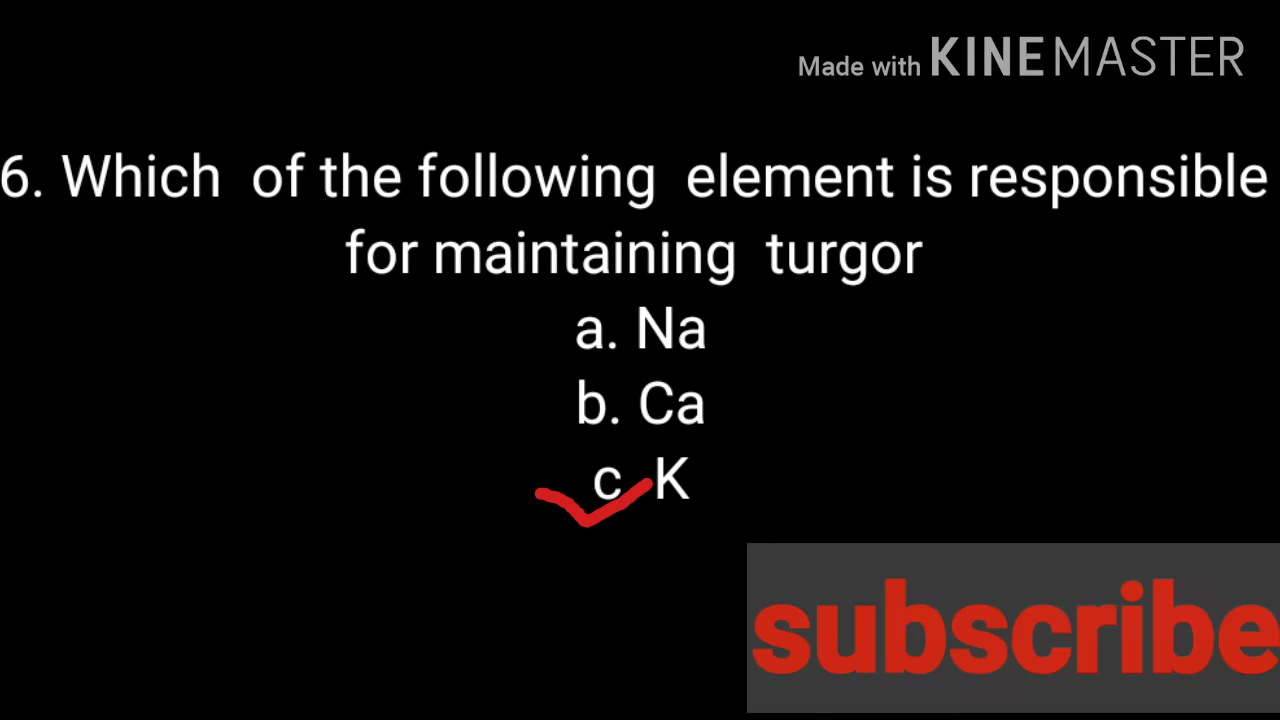 Made with KINEMASTER
6. Which of the following element is responsible
for maintaining turgor
a. Na
b. Ca
c K
subscribe